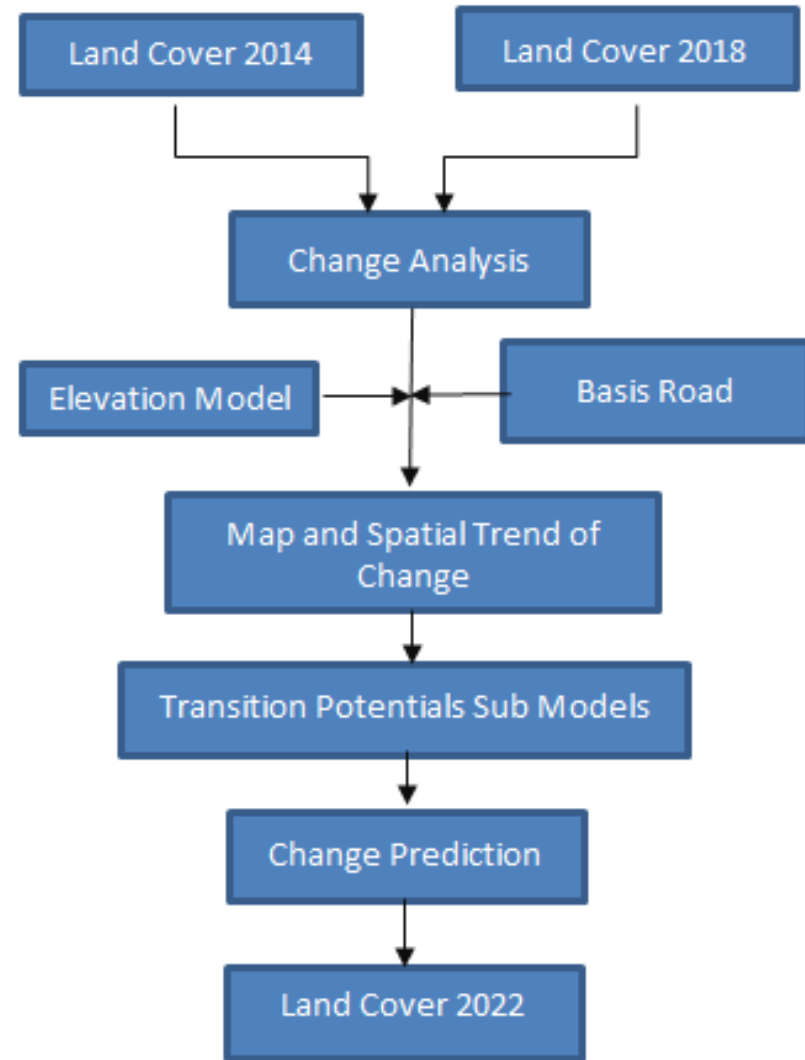 Land Cover 2014
Land Cover 2018
Change Analysis
Elevation Model
Basis Road
Map and Spatial Trend of
Change
Transition Potentials Sub Models
Change Prediction
Land Cover 2022